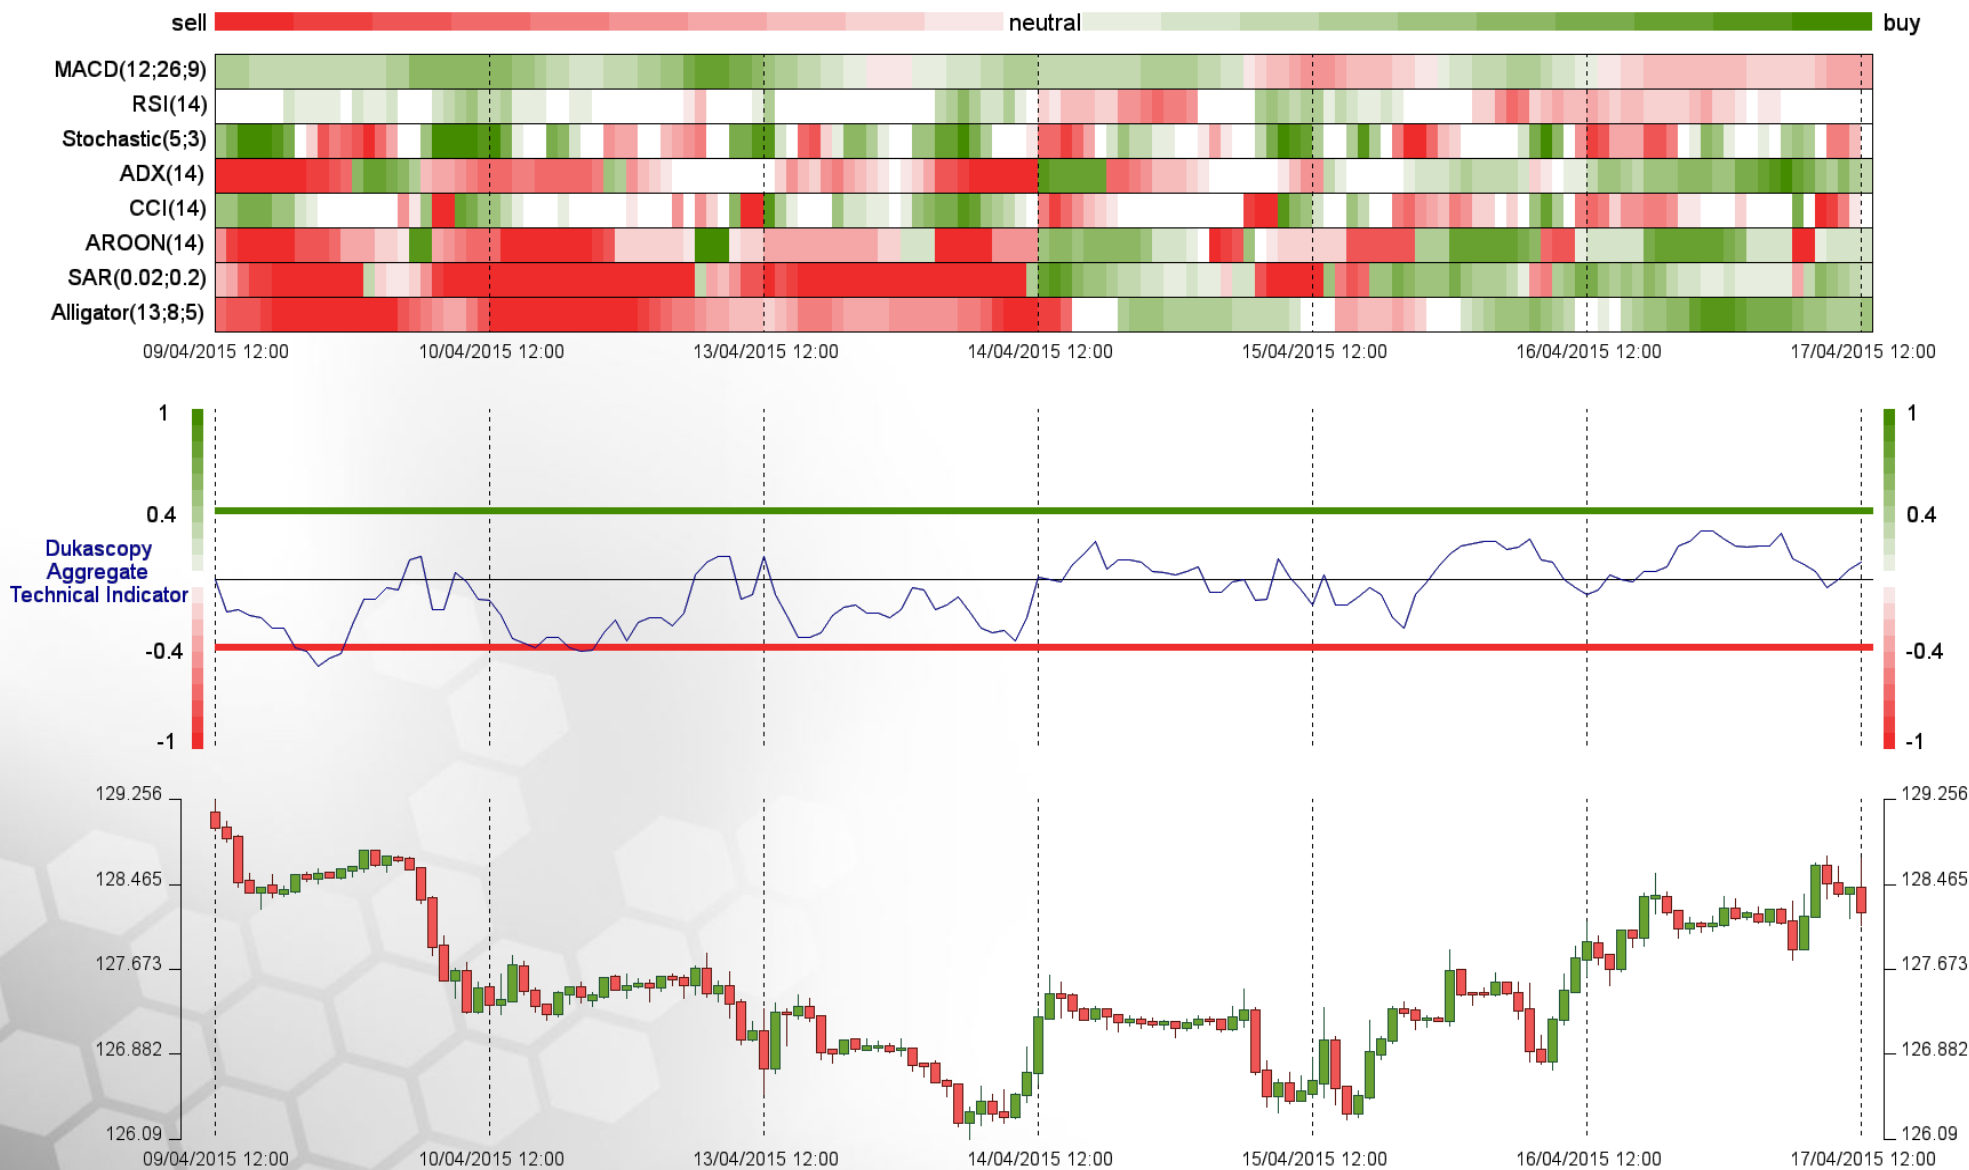 sell neutral buy
MACD(12;26;9)
RSI(14)
Stochastic(5;3)
ADX(14)
CCI(14)
AROON(14)
SAR(0.02;0.2)
Alligator(13;8;5)
09/04/2015 12:00 10/04/2015 12:00 13/04/2015 12:00 14/04/2015 12:00 15/04/2015 12:00 16/04/2015 12:00 17/04/2015 12:00
1 1
0.4 0.4
Dukascopy
Aggregate
Technical Indicator
-0.4 -0.4
-1 -1
129.256 129.256
128.465 128.465
127.673 127.673
126.882 126.882
126.09 126.09
09/04/2015 12:00 10/04/2015 12:00 13/04/2015 12:00 14/04/2015 12:00 15/04/2015 12:00 16/04/2015 12:00 17/04/2015 12:00